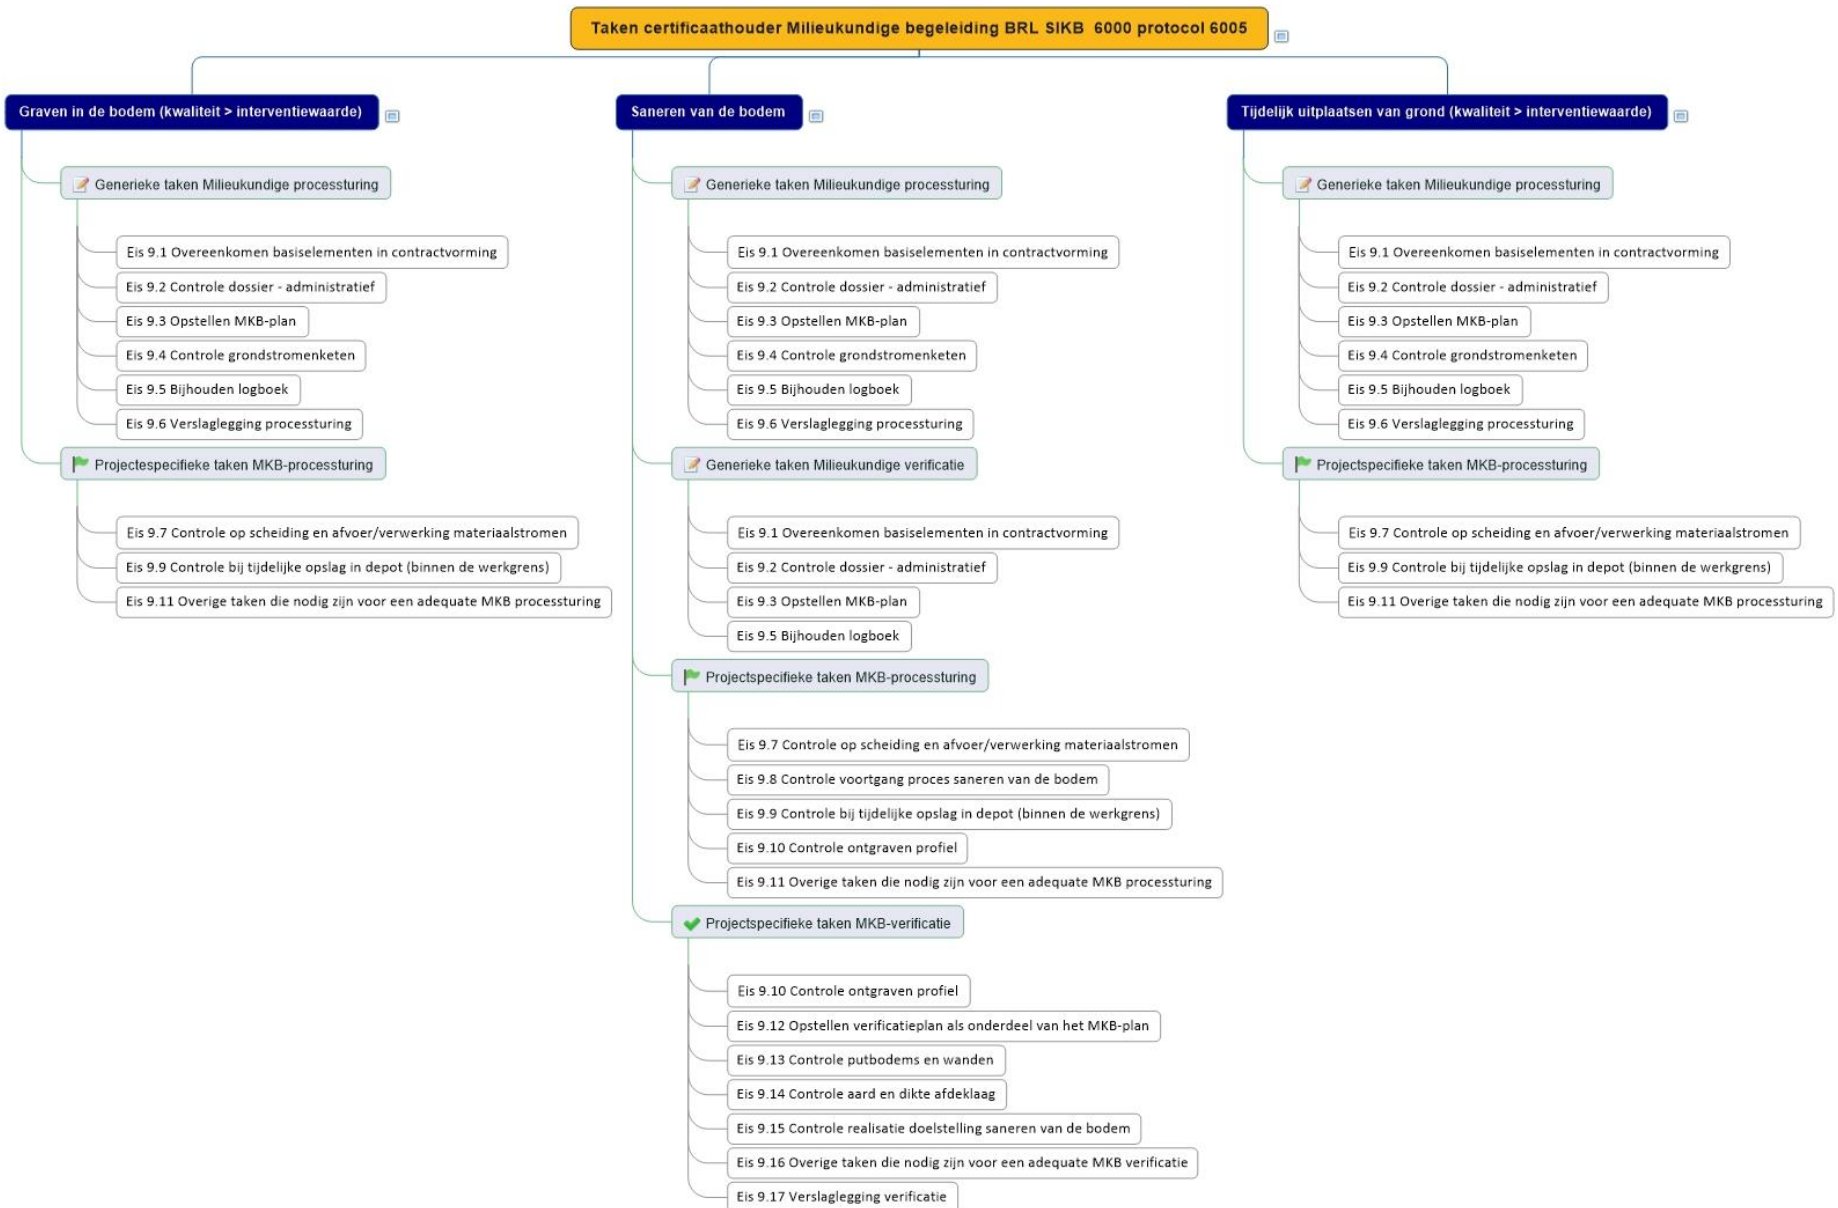 Taken certificaathouder Milieukundige begeleiding BRL SIKB 6000 protocol 6005
Graven in de bodem (kwaliteit > interventiewaarde)
Generieke taken Milieukundige processturing
Eis 9.1 Overeenkomen basiselementen in contractvorming
Eis 9.2 Controle dossier - administratief
Eis 9.3 Opstellen MKB-plan
Eis 9.4 Controle grondstromenketen
Eis 9.5 Bijhouden logboek
Eis 9.6 Verslaglegging processturing
Projectespecifieke taken MKB-processturing
Eis 9.7 Controle op scheiding en afvoer/verwerking materiaalstromen
Eis 9.9 Controle bij tijdelijke opslag in depot (binnen de werkgrens)
Eis 9.11 Overige taken die nodig zijn voor een adequate MKB processturing
Saneren van de bodem
Generieke taken Milieukundige processturing
Eis 9.1 Overeenkomen basiselementen in contractvorming
Eis 9.2 Controle dossier - administratief
Eis 9.3 Opstellen MKB-plan
Eis 9.4 Controle grondstromenketen
Eis 9.5 Bijhouden logboek
Eis 9.6 Verslaglegging processturing
Generieke taken Milieukundige verificatie
Eis 9.1 Overeenkomen basiselementen in contractvorming
Eis 9.2 Controle dossier - administratief
Eis 9.3 Opstellen MKB-plan
Eis 9.5 Bijhouden logboek
Projectspecifieke taken MKB-processturing
Eis 9.7 Controle op scheiding en afvoer/verwerking materiaalstromen
Eis 9.8 Controle voortgang proces saneren van de bodem
Eis 9.9 Controle bij tijdelijke opslag in depot (binnen de werkgrens)
Eis 9.10 Controle ontgraven profiel
Eis 9.11 Overige taken die nodig zijn voor een adequate MKB processturing
Projectspecifieke taken MKB-verificatie
Eis 9.10 Controle ontgraven profiel
Eis 9.12 Opstellen verificatieplan als onderdeel van het MKB-plan
Eis 9.13 Controle putbodems en wanden
Eis 9.14 Controle aard en dikte afdeklaag
Eis 9.15 Controle realisatie doelstelling saneren van de bodem
Eis 9.16 Overige taken die nodig zijn voor een adequate MKB verificatie
Eis 9.17 Verslaglegging verificatie
Tijdelijk uitplaatsen van grond (kwaliteit > interventiewaarde)
Generieke taken Milieukundige processturing
Eis 9.1 Overeenkomen basiselementen in contractvorming
Eis 9.2 Controle dossier - administratief
Eis 9.3 Opstellen MKB-plan
Eis 9.4 Controle grondstromenketen
Eis 9.5 Bijhouden logboek
Eis 9.6 Verslaglegging processturing
Projectspecifieke taken MKB-processturing
Eis 9.7 Controle op scheiding en afvoer/verwerking materiaalstromen
Eis 9.9 Controle bij tijdelijke opslag in depot (binnen de werkgrens)
Eis 9.11 Overige taken die nodig zijn voor een adequate MKB processturing